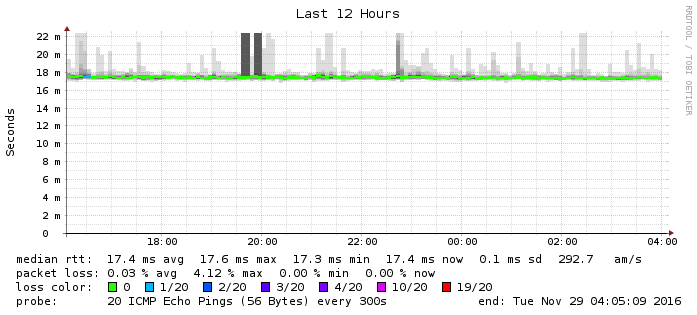 Last 12 Hours
RRDTOOL / TOBI OETIKER
Seconds
22 m
20 m
18 m
16 m
14 m
12 m
10 m
8 m
6 m
4 m
2 m
0
18:00 20:00 22:00 00:00 02:00 04:00
median rtt: 17.4 ms avg 17.6 ms max 17.3 ms min 17.4 ms now 0.1 ms sd 292.7 am/s
packet loss: 0.03 % avg 4.12 % max 0.00 % min 0.00 % now
loss color: 0 1/20 2/20 3/20 4/20 10/20 19/20
probe: 20 ICMP Echo Pings (56 Bytes) every 300s end: Tue Nov 29 04:05:09 2016